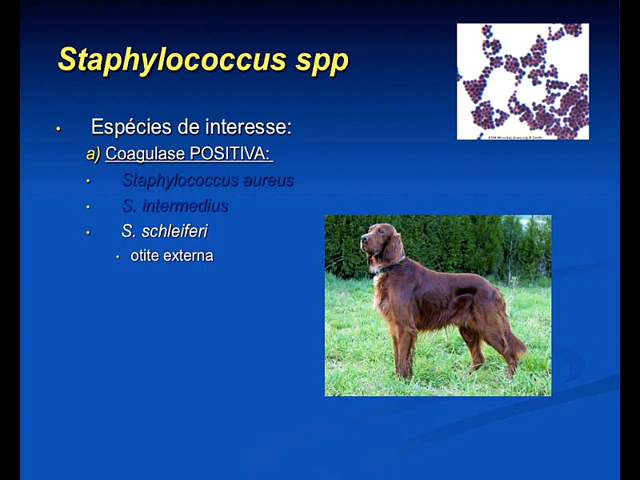 Staphylococcus spp
• Espécies de interesse:
a) Coagulase POSITIVA:
• Staphylococcus aureus
• S. intermedius
• S. schleiferi
• otite externa